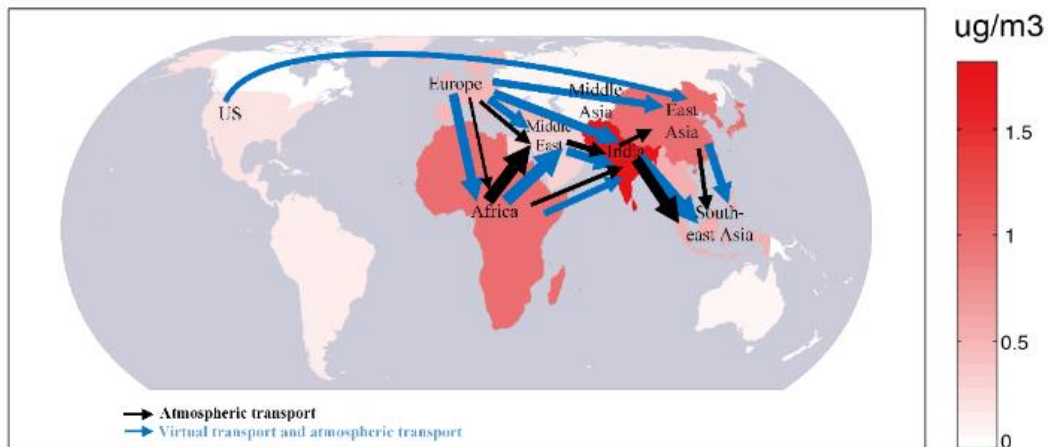 ug/m3
Europe
Middle
Asia
US
East
Asia
Middle
East
India
Africa
South-
east Asia
1.5
1
0.5
0
Atmospheric transport
Virtual transport and atmospheric transport